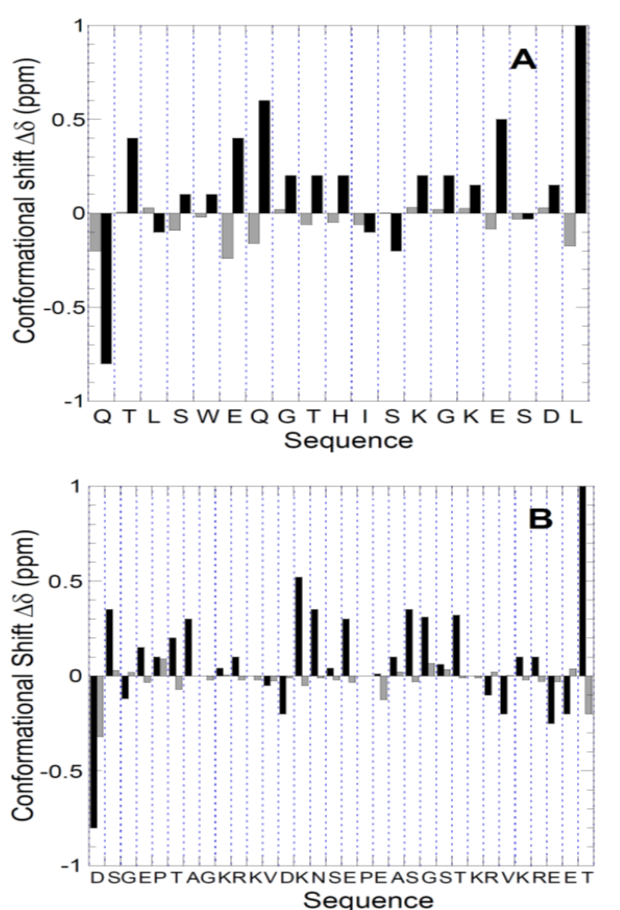 1
A
0.5
0
-0.5
-1
Conformational shift Δδ (ppm)
Q T L S W E Q G T H I S K G K E S D L
Sequence
1
B
0.5
0
-0.5
-1
Conformational Shift Δδ (ppm)
DSGEPTAGKRKVDKNSEPEASGSTKRVKREET
Sequence